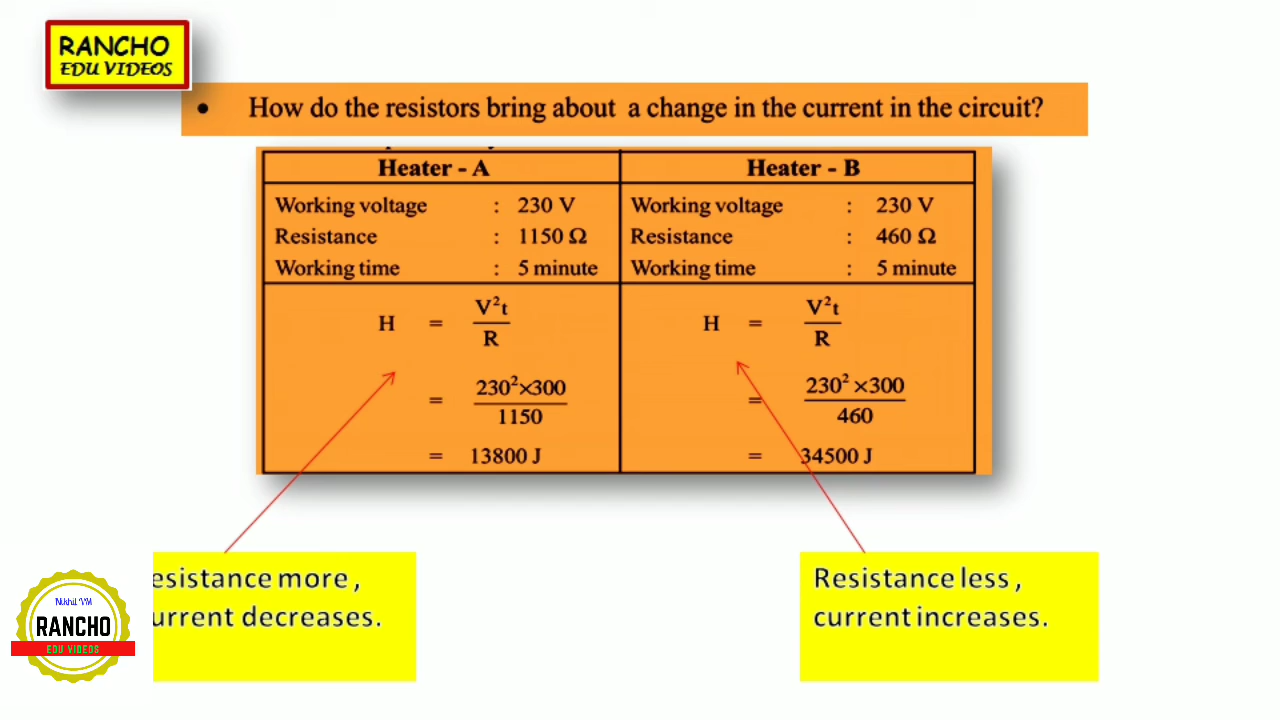 RANCHO
EDU VIDEOS
• How do the resistors bring about a change in the current in the circuit?
Heater - A
Working voltage : 230 V
Resistance : 1150 Ω
Working time : 5 minute
H = V²t / R
= 230²×300 / 1150
= 13800 J
Heater - B
Working voltage : 230 V
Resistance : 460 Ω
Working time : 5 minute
H = V²t / R
= 230² ×300 / 460
= 34500 J
esistance more ,
urrent decreases.
Resistance less ,
current increases.
Nikhil VM
RANCHO
EDU VIDEOS